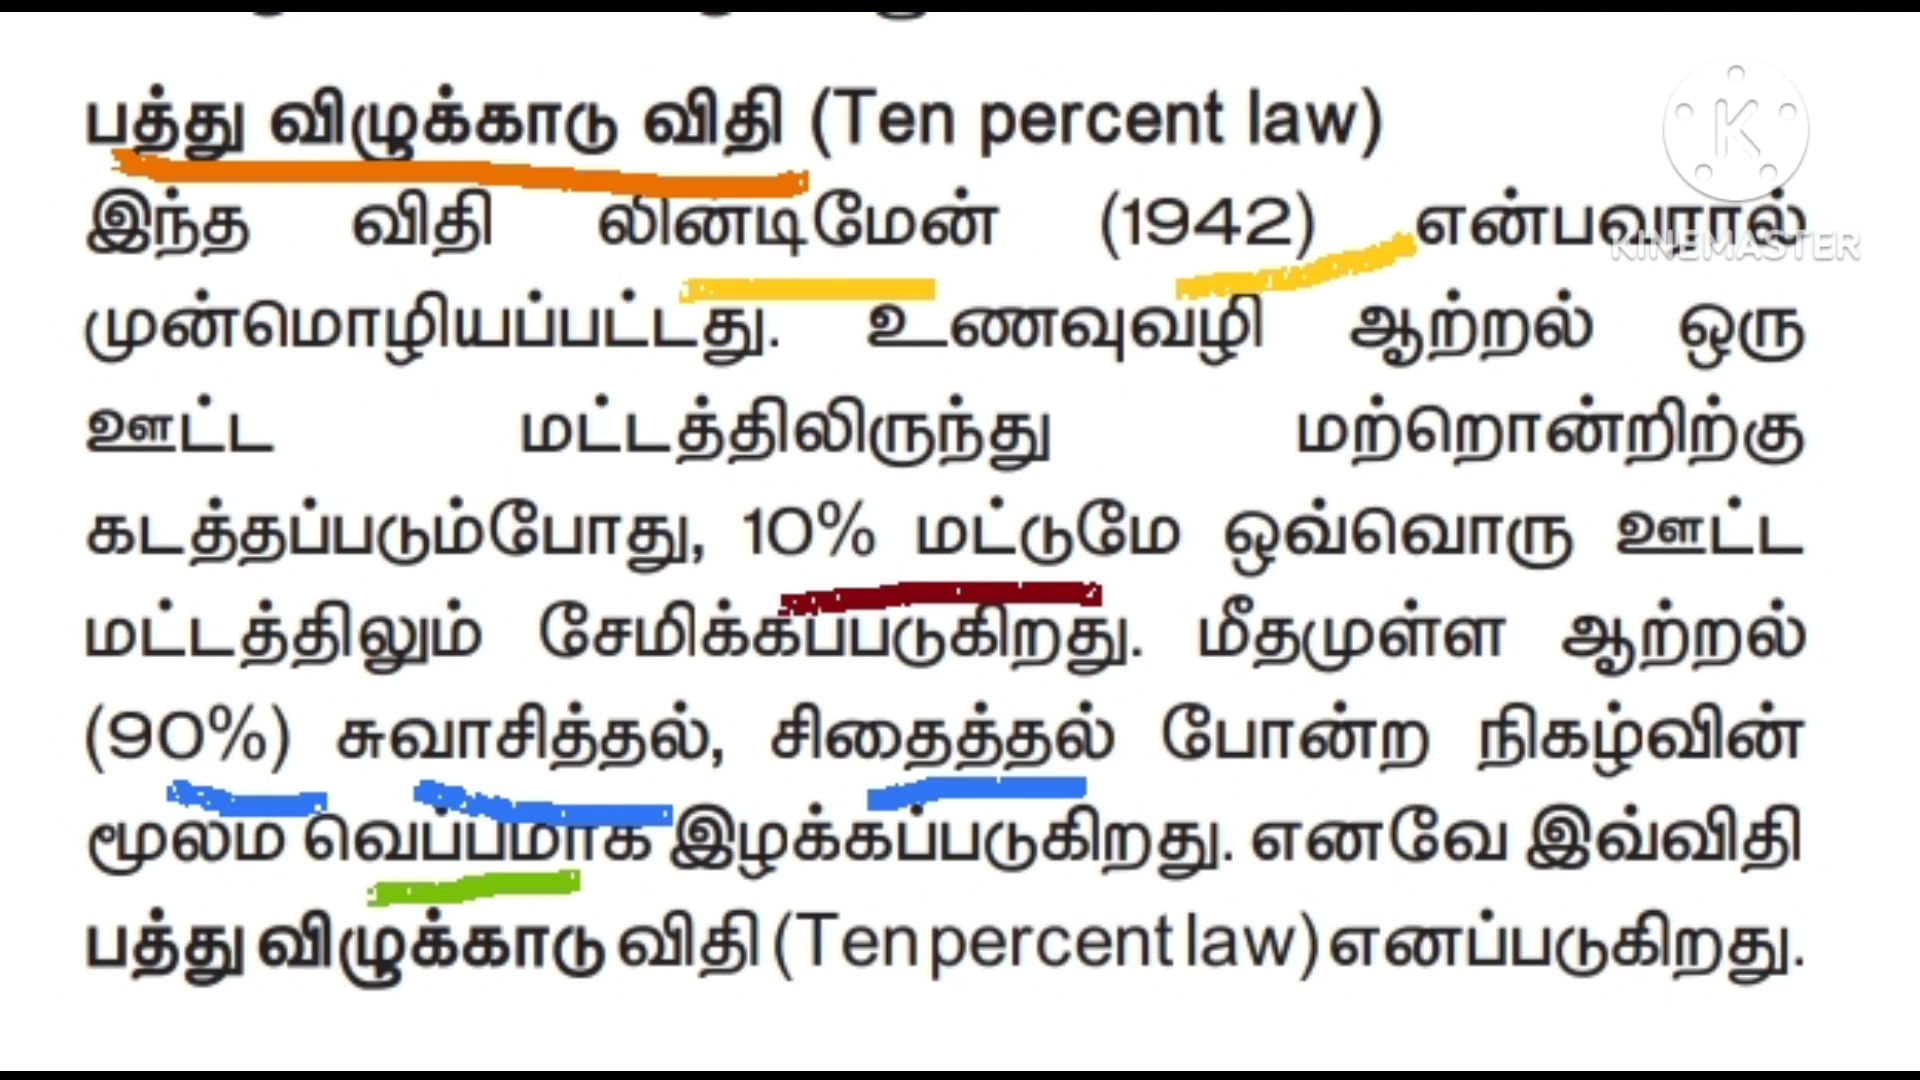 பத்து விழுக்காடு விதி (Ten percent law)
இந்த விதி லின்டிமேன் (1942) என்பவரால்
முன்மொழியப்பட்டது. உணவுவழி ஆற்றல் ஒரு
ஊட்ட மட்டத்திலிருந்து மற்றொன்றிற்கு
கடத்தப்படும்போது, 10% மட்டுமே ஒவ்வொரு ஊட்ட
மட்டத்திலும் சேமிக்கப்படுகிறது. மீதமுள்ள ஆற்றல்
(90%) சுவாசித்தல், சிதைத்தல் போன்ற நிகழ்வின்
மூலம் வெப்பமாக இழக்கப்படுகிறது. எனவே இவ்விதி
பத்து விழுக்காடு விதி (Ten percent law) எனப்படுகிறது.
K
KINEMASTER